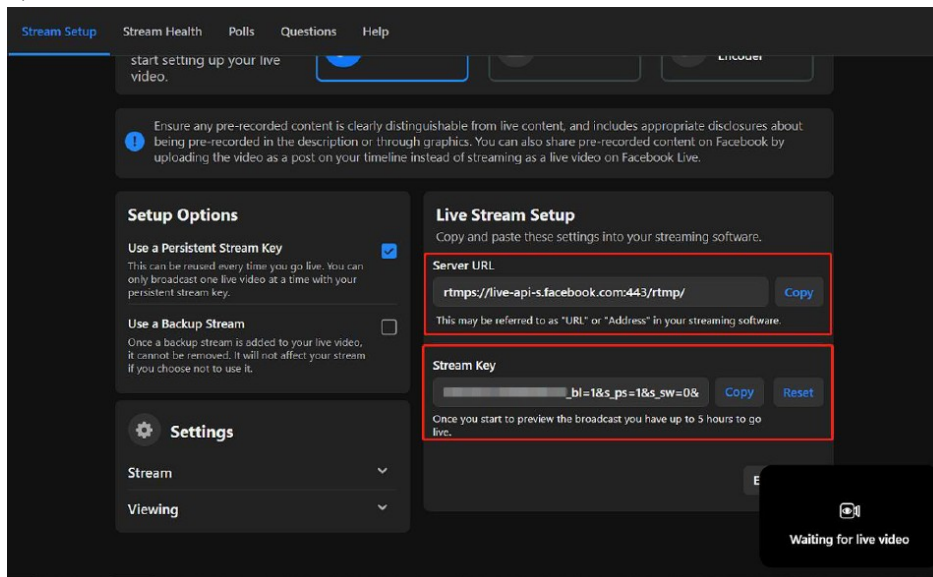 Stream Setup
Stream Health
Polls
Questions
Help
start setting up your live
video.
Encoder
Ensure any pre-recorded content is clearly distinguishable from live content, and includes appropriate disclosures about
being pre-recorded in the description or through graphics. You can also share pre-recorded content on Facebook by
uploading the video as a post on your timeline instead of streaming as a live video on Facebook Live.
Setup Options
Use a Persistent Stream Key
This can be reused every time you go live. You can
only broadcast one live video at a time with your
persistent stream key.
Use a Backup Stream
Once a backup stream is added to your live video,
it cannot be removed. It will not affect your stream
if you choose not to use it.
Settings
Stream
Viewing
Live Stream Setup
Copy and paste these settings into your streaming software.
Server URL
rtmps://live-api-s.facebook.com:443/rtmp/
Copy
This may be referred to as "URL" or "Address" in your streaming software.
Stream Key
_bl=1&s_ps=1&s_sw=0&
Copy
Reset
Once you start to preview the broadcast you have up to 5 hours to go
live.
Waiting for live video